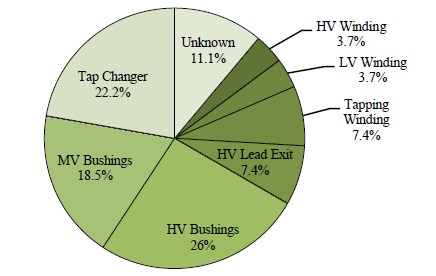 Unknown
11.1%
HV Winding
3.7%
LV Winding
3.7%
Tapping
Winding
7.4%
HV Lead Exit
7.4%
HV Bushings
26%
MV Bushings
18.5%
Tap Changer
22.2%